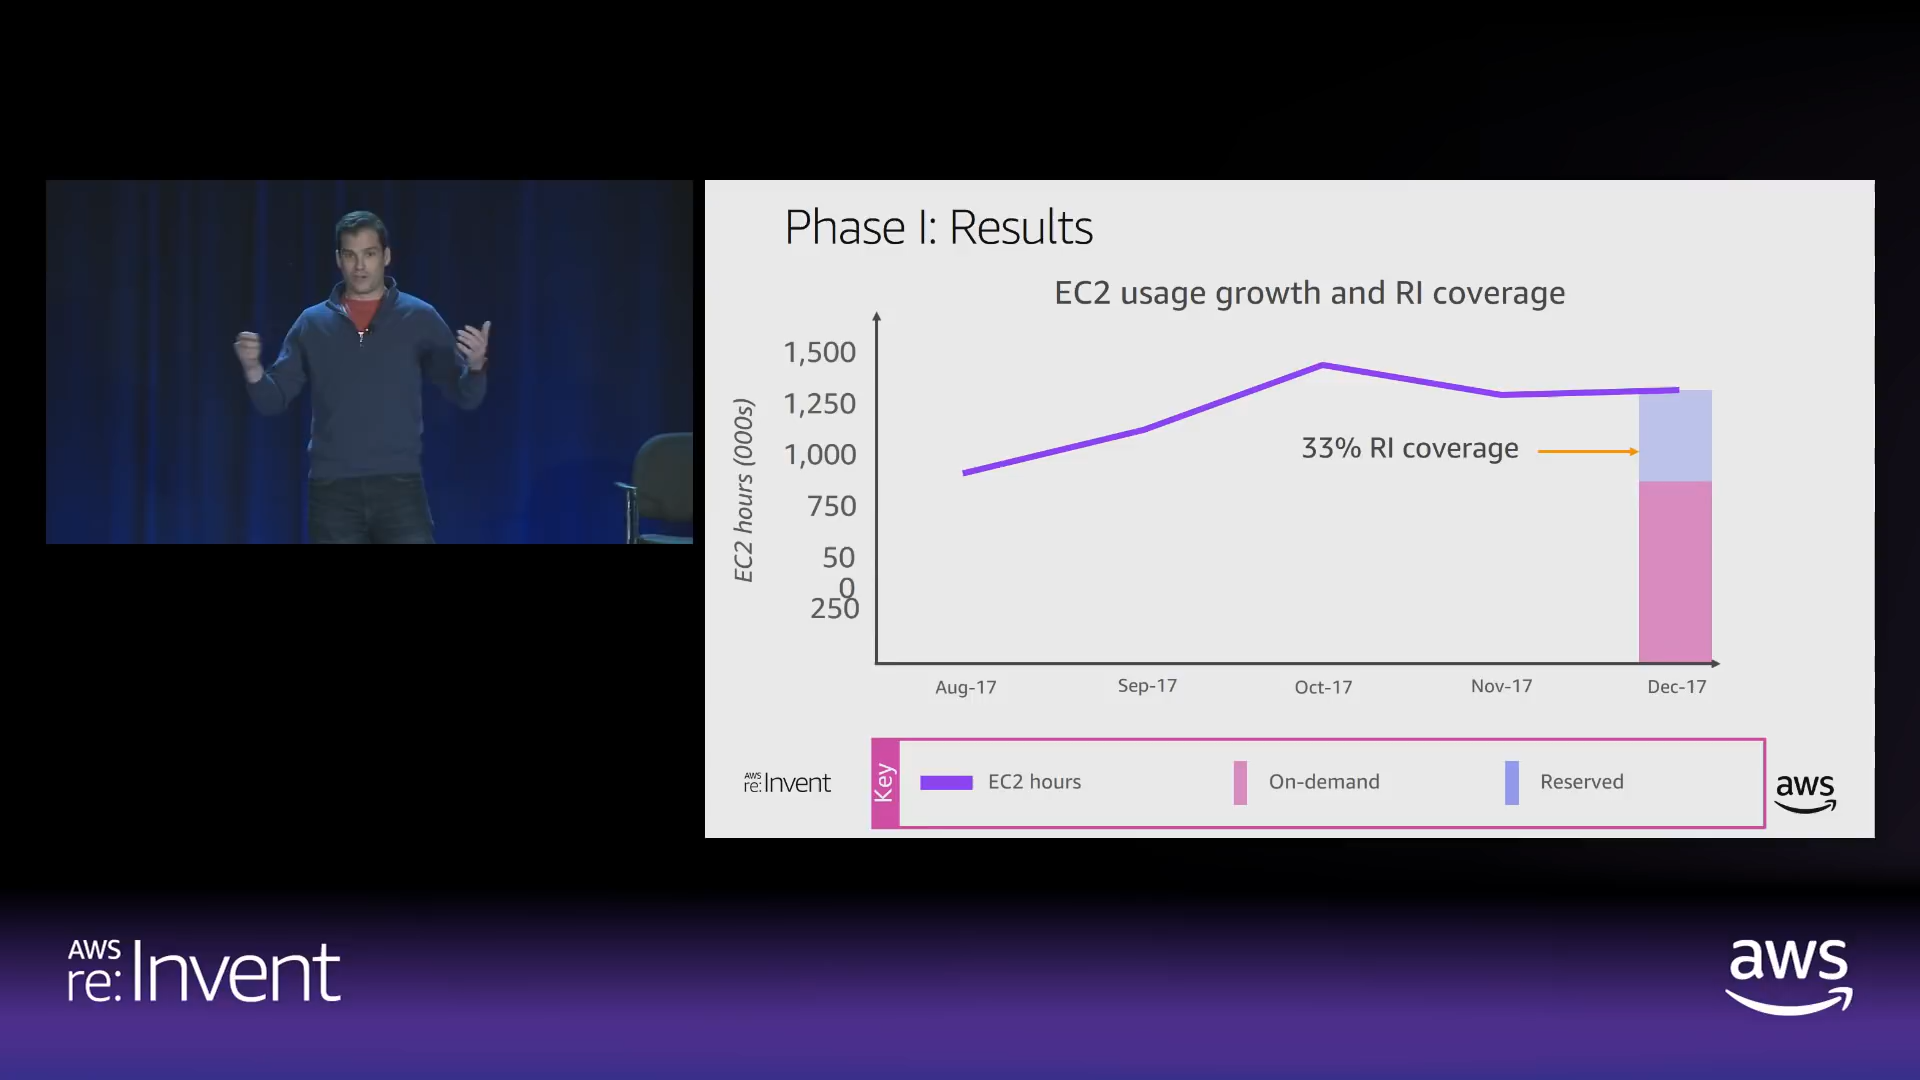 Phase I: Results
EC2 usage growth and RI coverage
EC2 hours (000s)
1,500
1,250
1,000
750
50
0
250
33% RI coverage
Aug-17
Sep-17
Oct-17
Nov-17
Dec-17
Key
EC2 hours
On-demand
Reserved
AWS
re:Invent
aws
AWS
re:Invent
aws